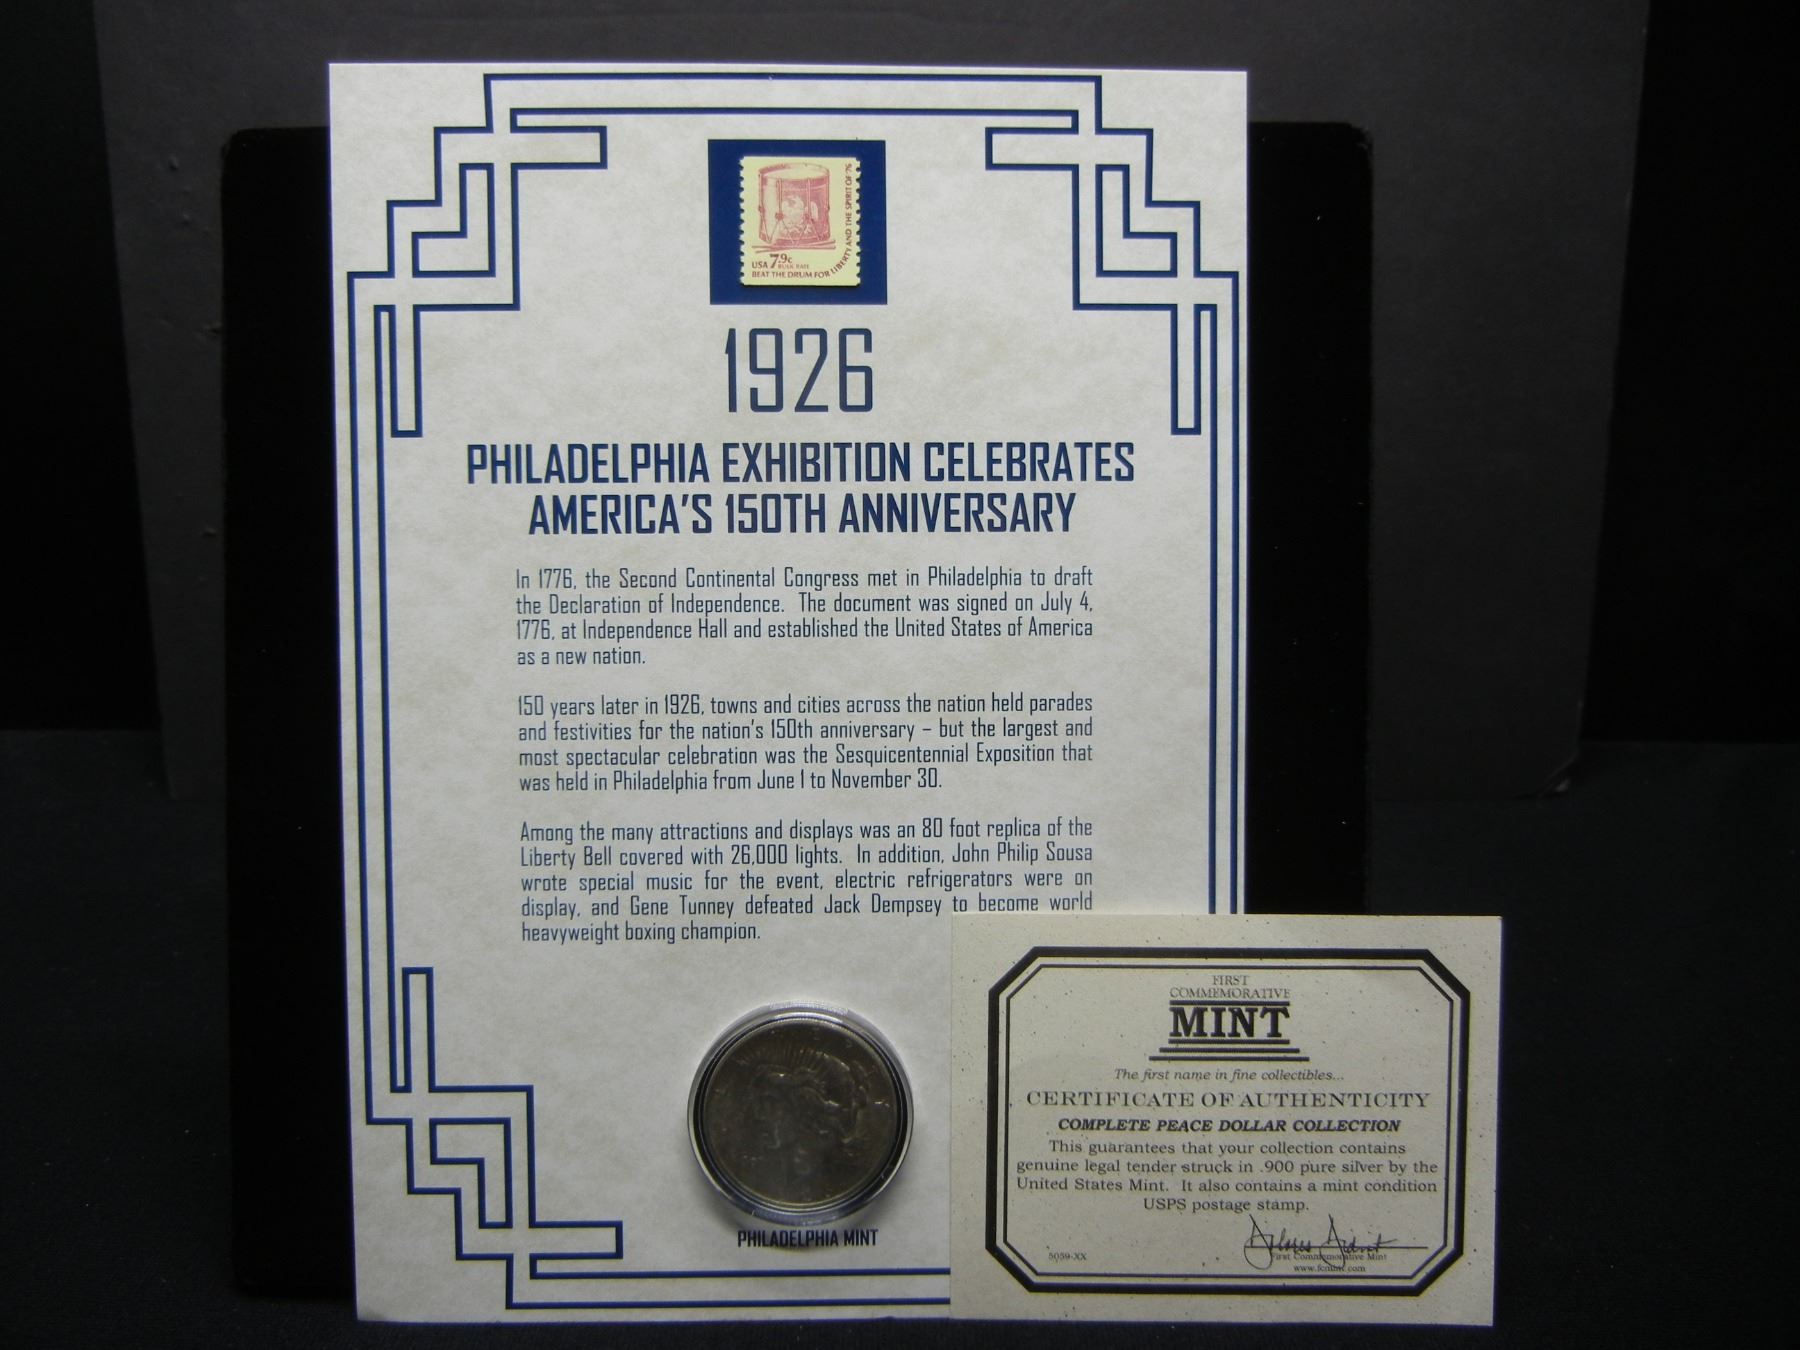 USA 7.9c
BULK RATE
BEAT THE DRUM FOR LIBERTY AND THE SPIRIT OF '76
1926
PHILADELPHIA EXHIBITION CELEBRATES
AMERICA'S 150TH ANNIVERSARY
In 1776, the Second Continental Congress met in Philadelphia to draft
the Declaration of Independence. The document was signed on July 4,
1776, at Independence Hall and established the United States of America
as a new nation.
150 years later in 1926, towns and cities across the nation held parades
and festivities for the nation's 150th anniversary – but the largest and
most spectacular celebration was the Sesquicentennial Exposition that
was held in Philadelphia from June 1 to November 30.
Among the many attractions and displays was an 80 foot replica of the
Liberty Bell covered with 26,000 lights. In addition, John Philip Sousa
wrote special music for the event, electric refrigerators were on
display, and Gene Tunney defeated Jack Dempsey to become world
heavyweight boxing champion.
PHILADELPHIA MINT
FIRST
COMMEMORATIVE
MINT
The first name in fine collectibles...
CERTIFICATE OF AUTHENTICITY
COMPLETE PEACE DOLLAR COLLECTION
This guarantees that your collection contains
genuine legal tender struck in .900 pure silver by the
United States Mint. It also contains a mint condition
USPS postage stamp.
5059-XX
First Commemorative Mint
www.fcmint.com